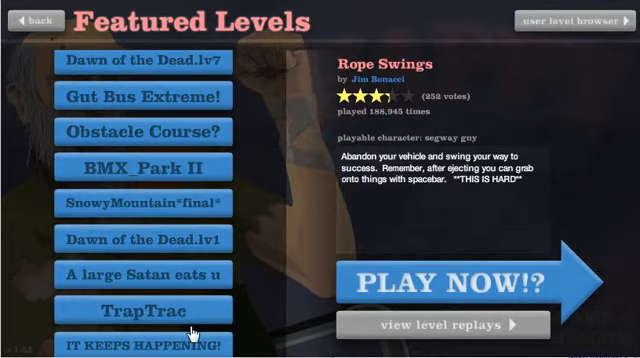 back
Featured Levels
user level browser
Dawn of the Dead.lv7
Gut Bus Extreme!
Obstacle Course?
BMX_Park II
SnowyMountain*final*
Dawn of the Dead.lv1
A large Satan eats u
TrapTrac
IT KEEPS HAPPENING!
Rope Swings
by Jim Bonacci
(252 votes)
played 188,945 times
playable character: segway guy
Abandon your vehicle and swing your way to
success. Remember, after ejecting you can grab
onto things with spacebar. **THIS IS HARD**
PLAY NOW!?
view level replays